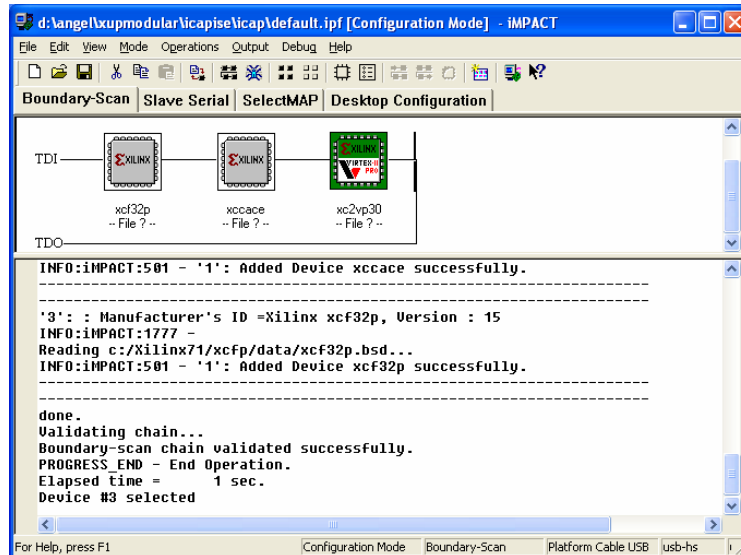 d:\angel\xupmodular\icapise\icap\default.ipf [Configuration Mode] - iMPACT
File Edit View Mode Operations Output Debug Help
Boundary-Scan Slave Serial SelectMAP Desktop Configuration
TDI
XILINX XILINX XILINX
VIRTEX-II
PRO
xcf32p xccace xc2vp30
-- File ? -- -- File ? -- -- File ? --
TDO
INFO:iMPACT:501 - '1': Added Device xccace successfully.
----------------------------------------------------------------------
----------------------------------------------------------------------
'3': : Manufacturer's ID =Xilinx xcf32p, Version : 15
INFO:iMPACT:1777 -
Reading c:/Xilinx71/xcfp/data/xcf32p.bsd...
INFO:iMPACT:501 - '1': Added Device xcf32p successfully.
----------------------------------------------------------------------
----------------------------------------------------------------------
done.
Validating chain...
Boundary-scan chain validated successfully.
PROGRESS_END - End Operation.
Elapsed time =      1 sec.
Device #3 selected
For Help, press F1 Configuration Mode Boundary-Scan Platform Cable USB usb-hs